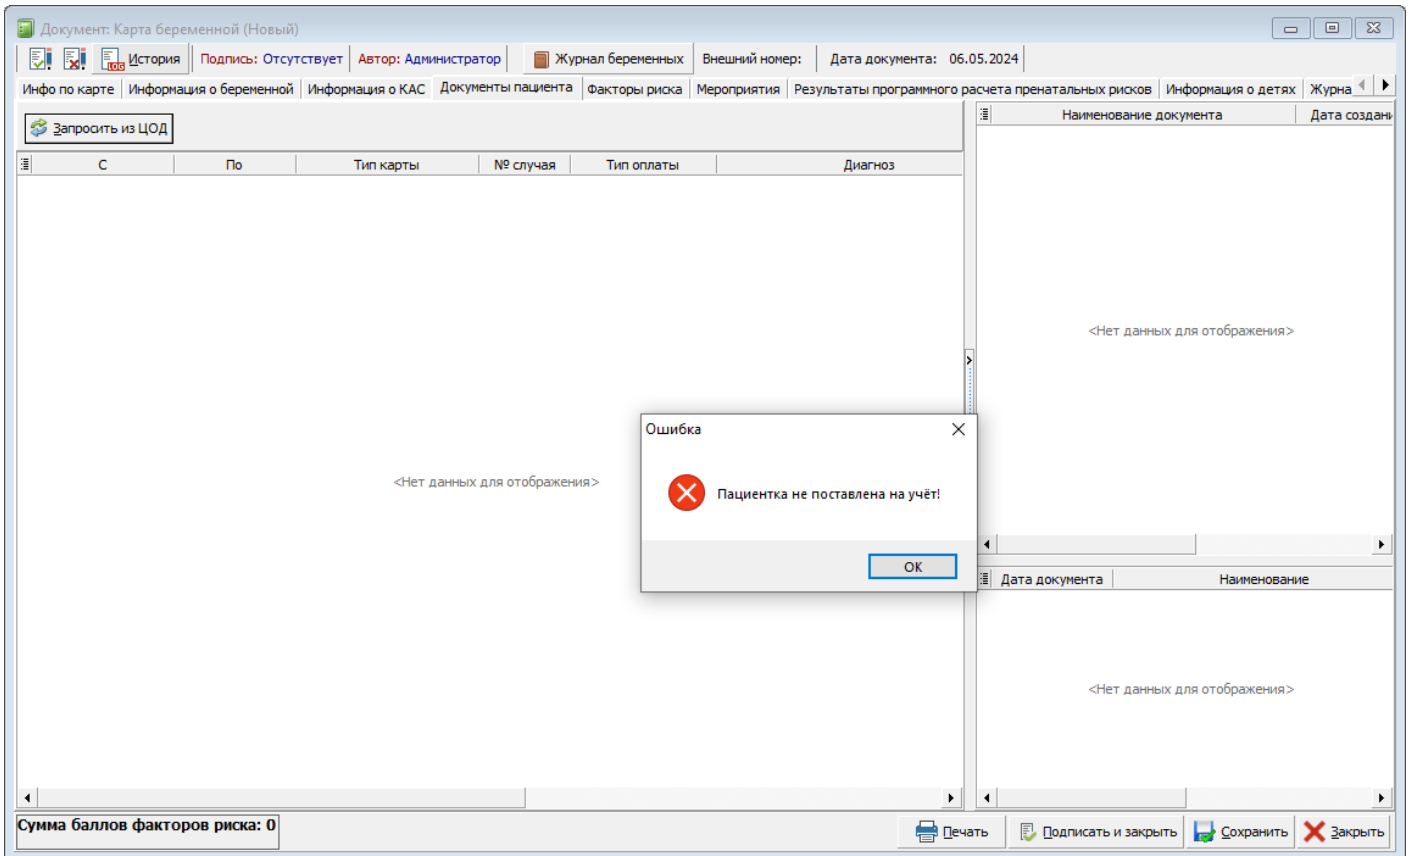 Документ: Карта беременной (Новый)
LOG История Подпись: Отсутствует Автор: Администратор Журнал беременных Внешний номер: Дата документа: 06.05.2024
Инфо по карте Информация о беременной Информация о КАС Документы пациента Факторы риска Мероприятия Результаты программного расчета пренатальных рисков Информация о детях Журна
Запросить из ЦОД
Наименование документа Дата создани
С По Тип карты № случая Тип оплаты Диагноз
<Нет данных для отображения>
Ошибка
<Нет данных для отображения>
Пациентка не поставлена на учёт!
ОК
Дата документа Наименование
<Нет данных для отображения>
Сумма баллов факторов риска: 0
Печать Подписать и закрыть Сохранить Закрыть